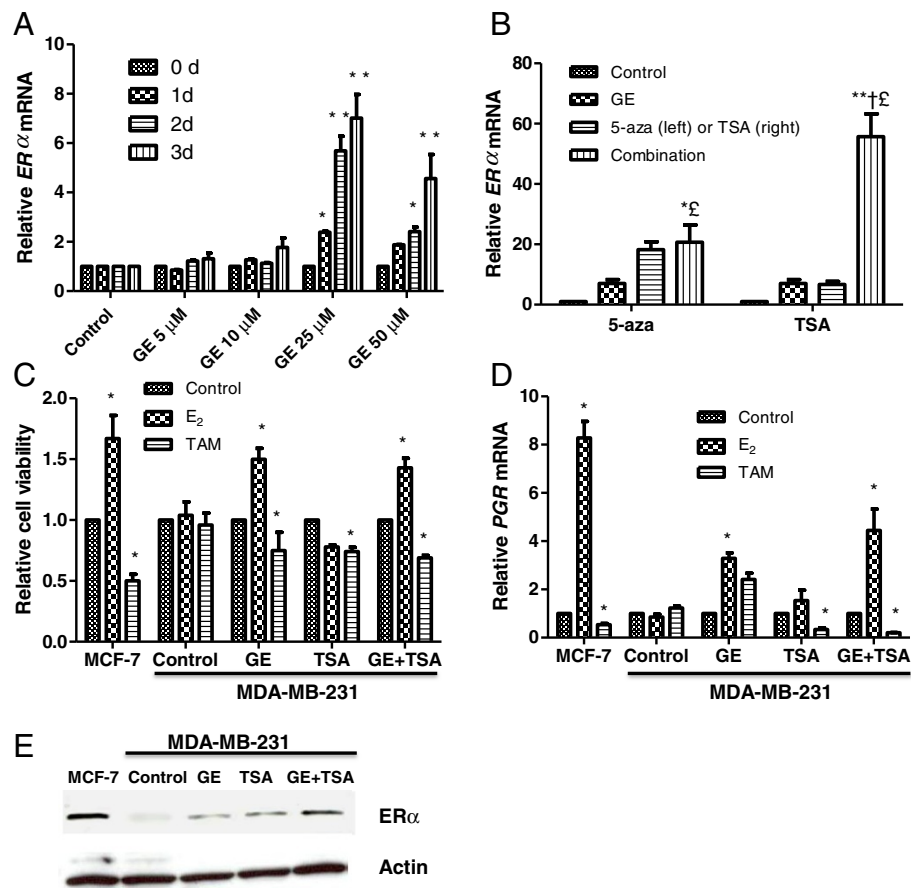 A
Relative ERα mRNA
10
8
6
4
2
0
0 d
1d
2d
3d
*
* *
* *
*
* *
Control
GE 5 µM
GE 10 µM
GE 25 µM
GE 50 µM
B
Relative ERα mRNA
80
60
40
20
0
Control
GE
5-aza (left) or TSA (right)
Combination
*£
**†£
5-aza
TSA
C
Relative cell viability
2.0
1.5
1.0
0.5
0.0
Control
E₂
TAM
*
*
*
*
*
*
*
MCF-7
Control
GE
TSA
GE+TSA
MDA-MB-231
D
Relative PGR mRNA
10
8
6
4
2
0
Control
E₂
TAM
*
*
*
*
*
*
MCF-7
Control
GE
TSA
GE+TSA
MDA-MB-231
E
MDA-MB-231
MCF-7 Control GE TSA GE+TSA
ERα
Actin